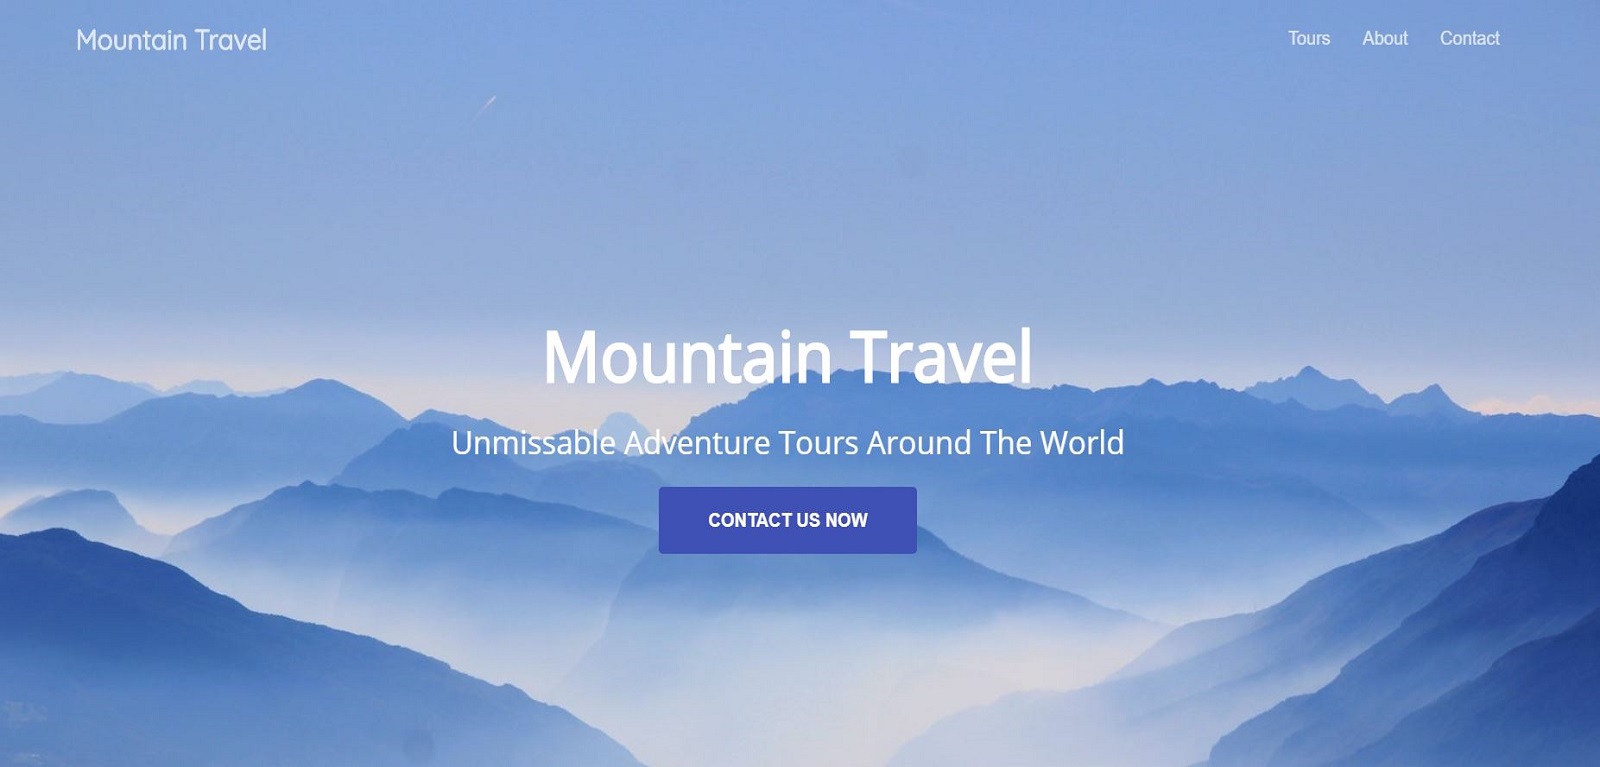 Mountain Travel
Tours About Contact
Mountain Travel
Unmissable Adventure Tours Around The World
CONTACT US NOW